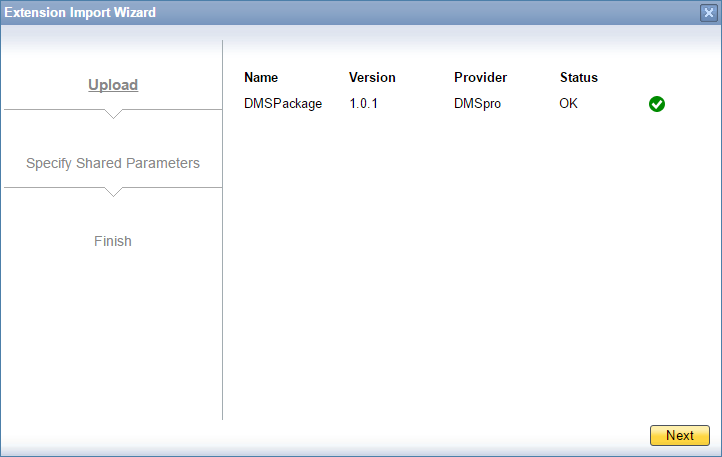 Extension Import Wizard
Upload
Specify Shared Parameters
Finish
Name Version Provider Status
DMSPackage 1.0.1 DMSpro OK
Next